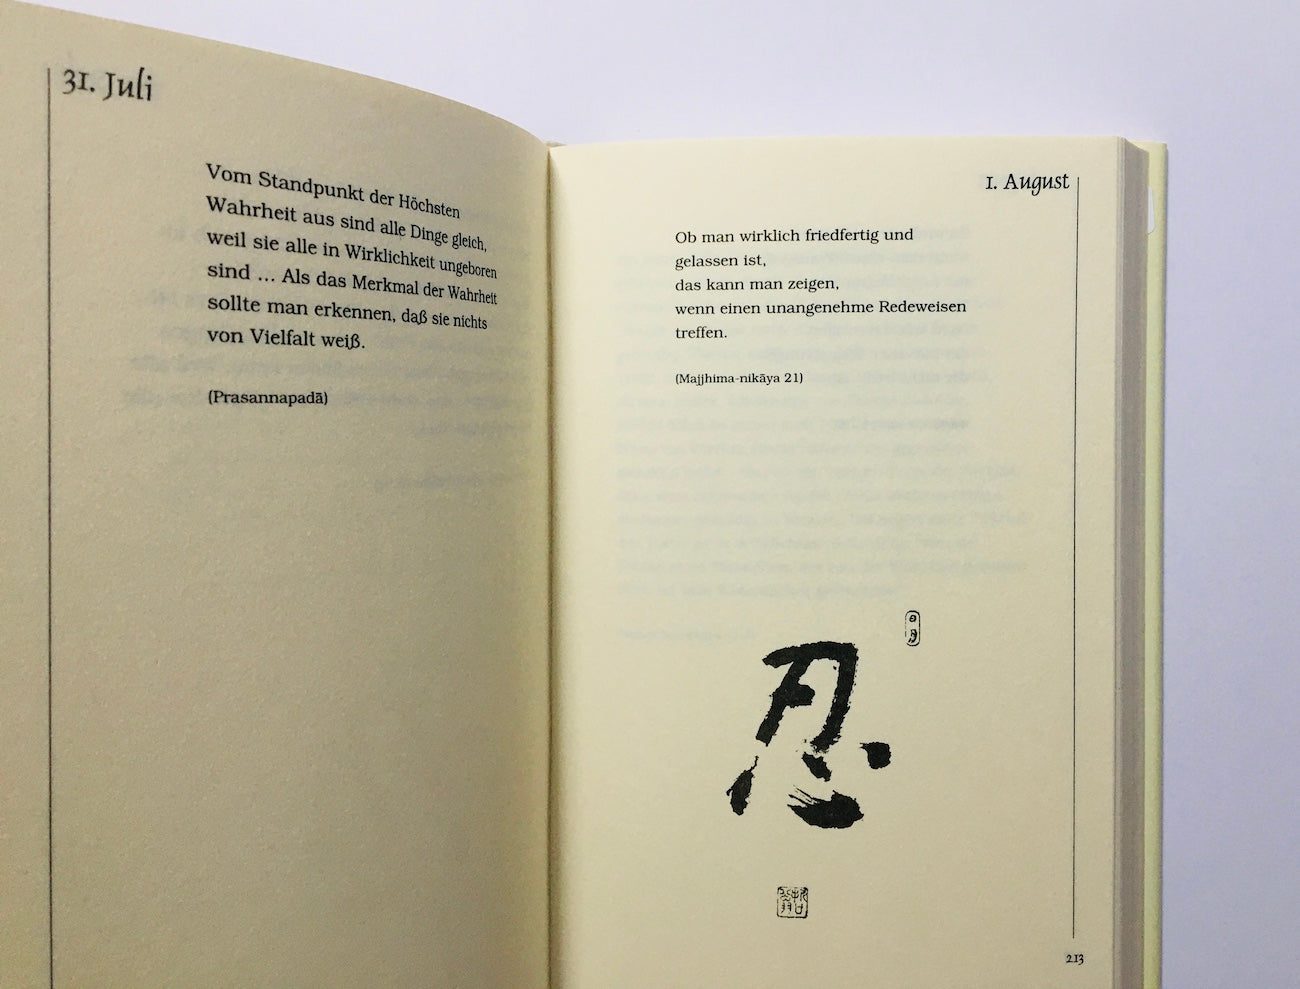 31. Juli
Vom Standpunkt der Höchsten
Wahrheit aus sind alle Dinge gleich,
weil sie alle in Wirklichkeit ungeboren
sind ... Als das Merkmal der Wahrheit
sollte man erkennen, daß sie nichts
von Vielfalt weiß.
(Prasannapadā)
1. August
Ob man wirklich friedfertig und
gelassen ist,
das kann man zeigen,
wenn einen unangenehme Redeweisen
treffen.
(Majjhima-nikāya 21)
忍
213